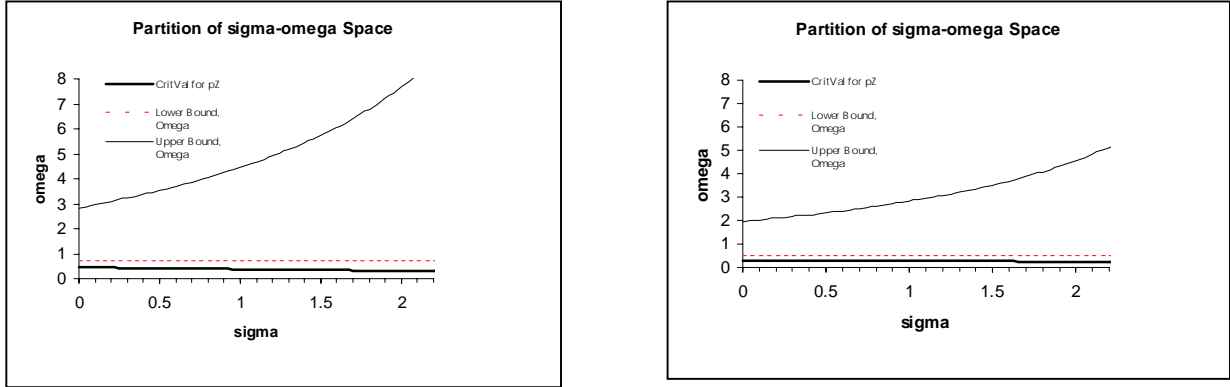 Partition of sigma-omega Space
8
7
6
5
4
3
2
1
0
omega
CritVal for pZ
Lower Bound,
Omega
Upper Bound,
Omega
0 0.5 1 1.5 2
sigma
Partition of sigma-omega Space
8
7
6
5
4
3
2
1
0
omega
CritVal for pZ
Lower Bound,
Omega
Upper Bound,
Omega
0 0.5 1 1.5 2
sigma